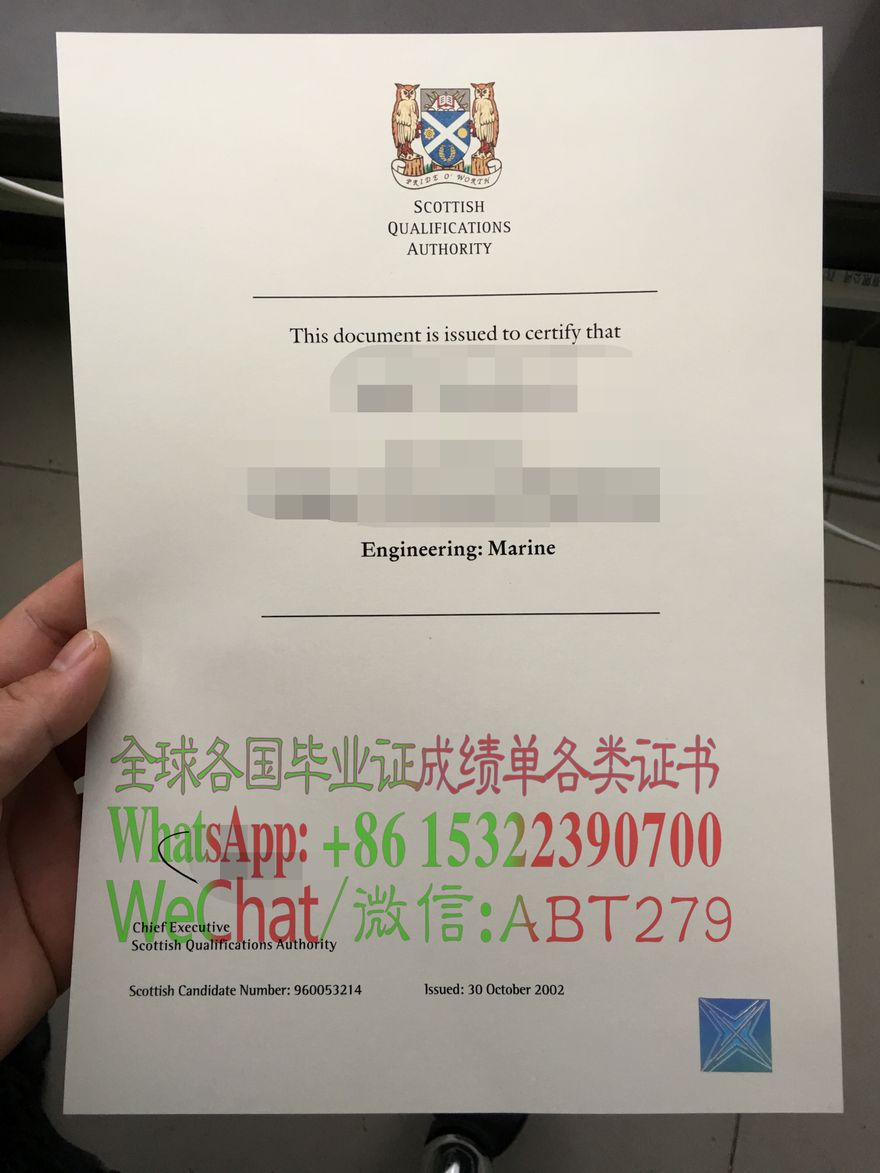 PRIDE O' WORTH
SCOTTISH
QUALIFICATIONS
AUTHORITY
This document is issued to certify that
Engineering: Marine
全球各国毕业证成绩单各类证书
WhatsApp: +86 15322390700
WeChat/微信:ABT279
Chief Executive
Scottish Qualifications Authority
Scottish Candidate Number: 960053214 Issued: 30 October 2002